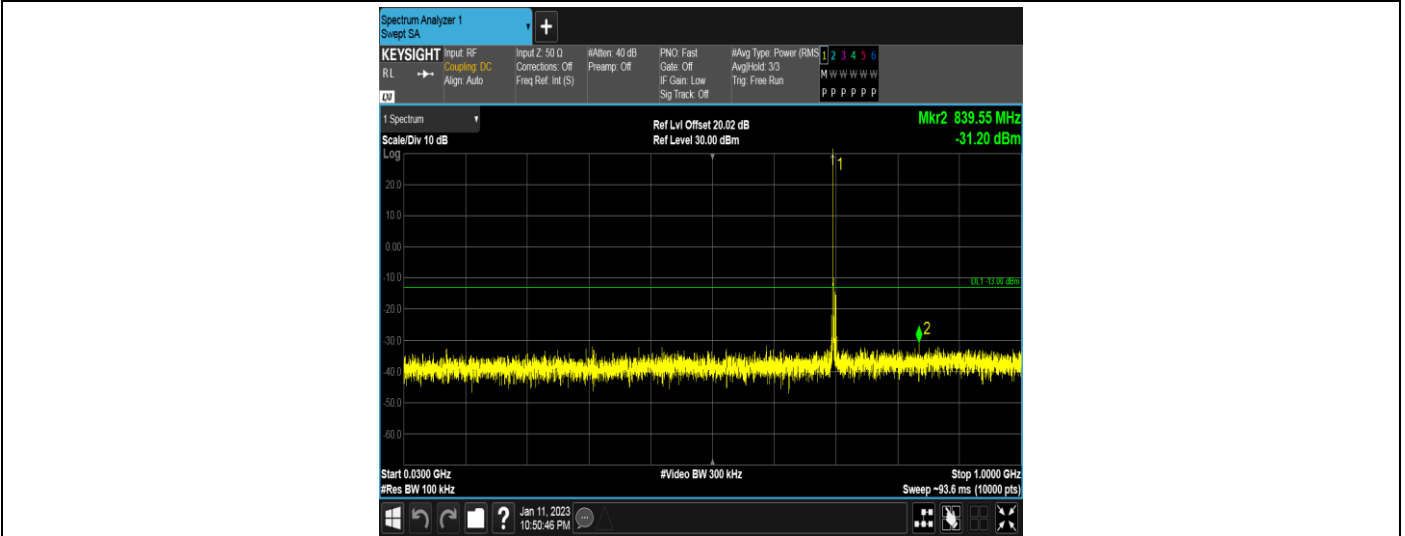 Spectrum Analyzer 1
Swept SA
+
KEYSIGHT Input: RF Input Z: 50 Ω #Atten: 40 dB PNO: Fast #Avg Type: Power (RMS 1 2 3 4 5 6
RL Coupling: DC Corrections: Off Preamp: Off Gate: Off Avg|Hold: 3/3 M W W W W W
Align: Auto Freq Ref: Int (S) IF Gain: Low Trig: Free Run
LXI Sig Track: Off P P P P P P
1 Spectrum Ref Lvl Offset 20.02 dB Mkr2 839.55 MHz
Scale/Div 10 dB Ref Level 30.00 dBm -31.20 dBm
Log
1
20.0
10.0
0.00
-10.0 DL1 -13.00 dBm
-20.0
2
-30.0
-40.0
-50.0
-60.0
Start 0.0300 GHz #Video BW 300 kHz Stop 1.0000 GHz
#Res BW 100 kHz Sweep ~93.6 ms (10000 pts)
? Jan 11, 2023
10:50:46 PM